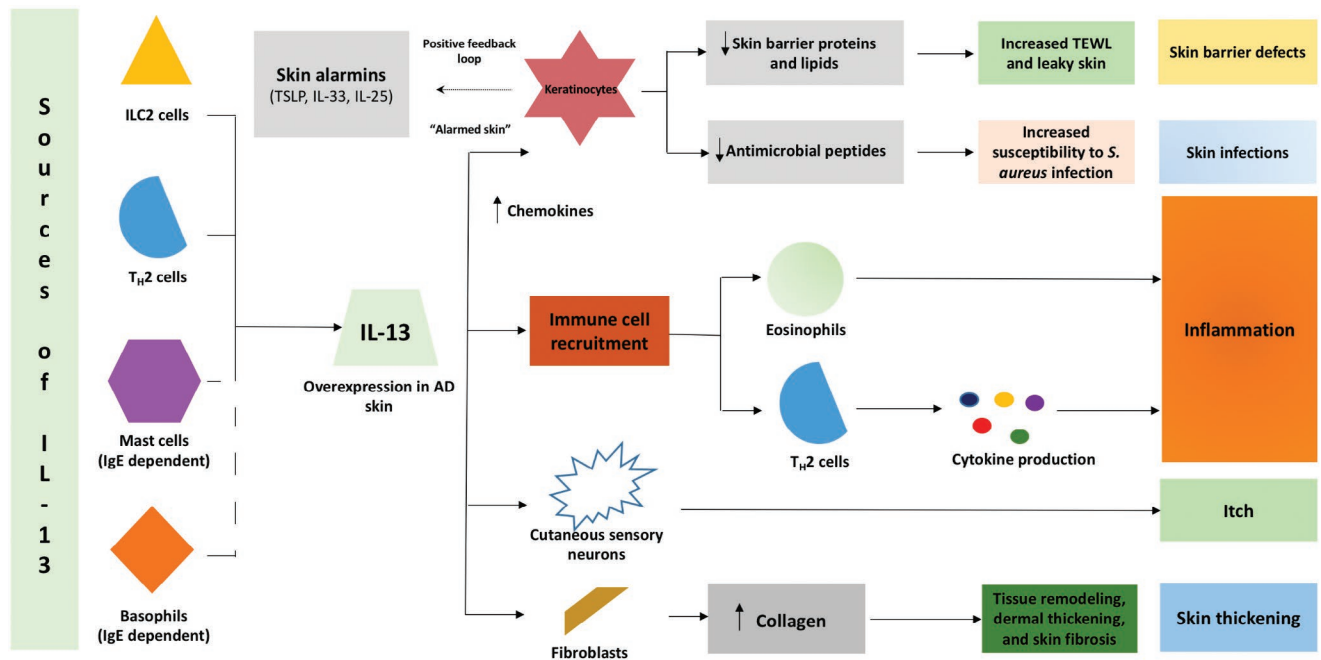 Sources of IL-13
ILC2 cells
TH2 cells
Mast cells
(IgE dependent)
Basophils
(IgE dependent)
Skin alarmins
(TSLP, IL-33, IL-25)
Positive feedback
loop
"Alarmed skin"
IL-13
Overexpression in AD
skin
Keratinocytes
Chemokines
Skin barrier proteins
and lipids
Increased TEWL
and leaky skin
Skin barrier defects
Antimicrobial peptides
Increased
susceptibility to S.
aureus infection
Skin infections
Immune cell
recruitment
Eosinophils
TH2 cells
Cytokine production
Inflammation
Cutaneous sensory
neurons
Itch
Fibroblasts
Collagen
Tissue remodeling,
dermal thickening,
and skin fibrosis
Skin thickening